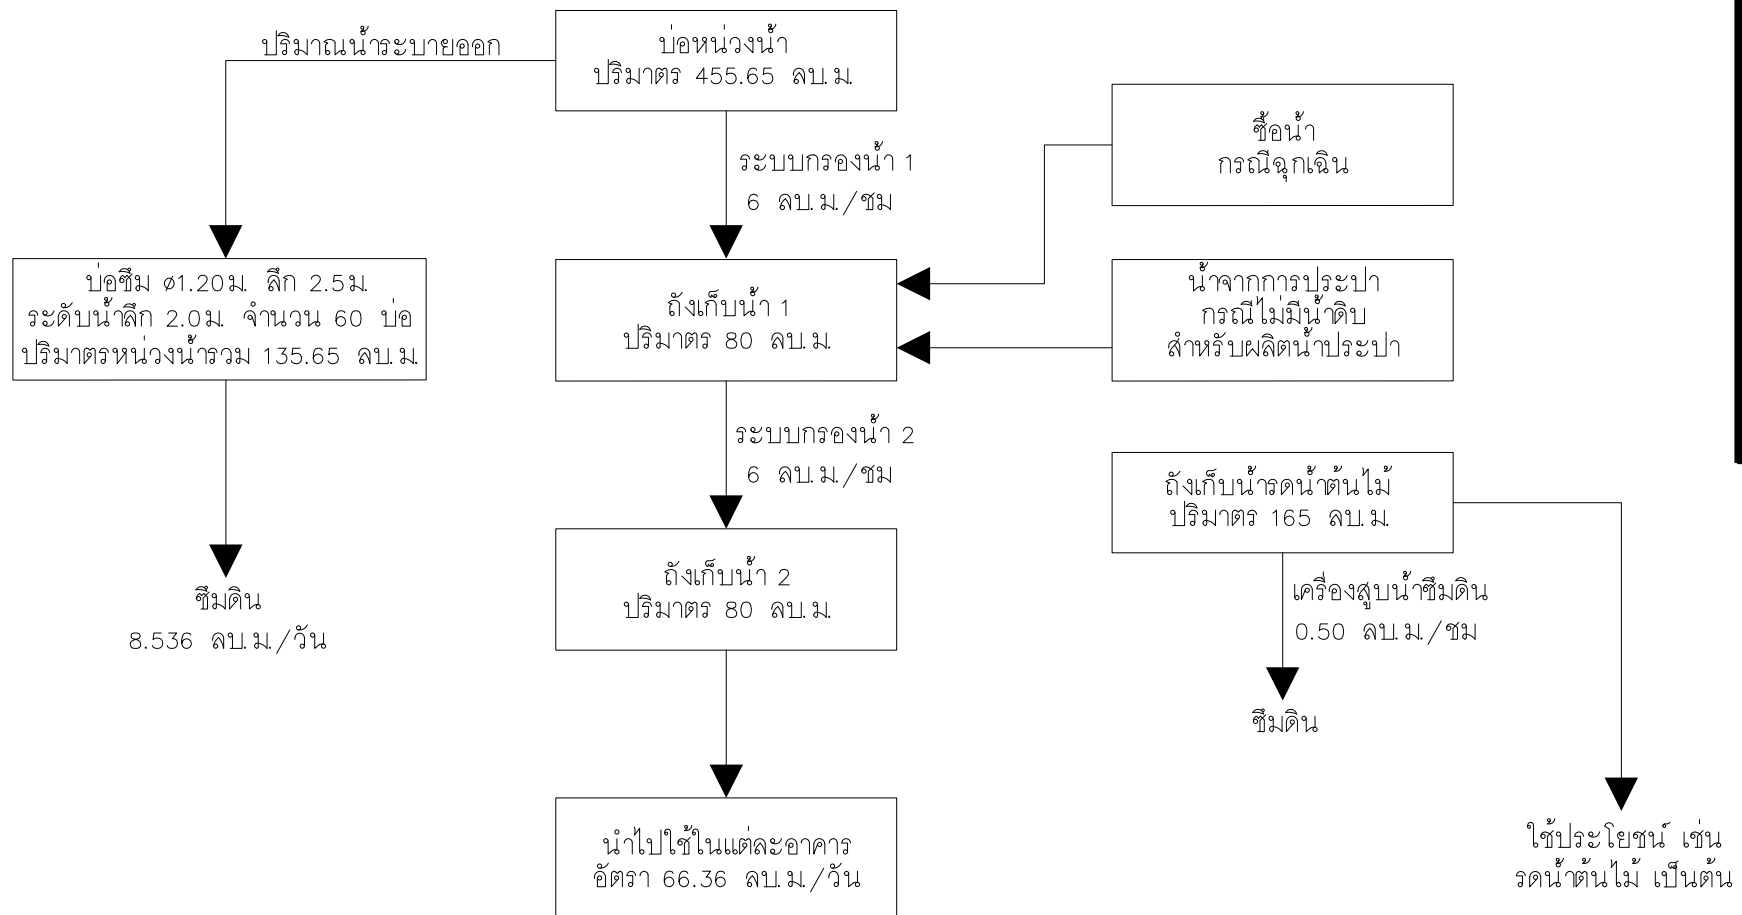 ปริมาณน้ำระบายออก
บ่อหน่วงน้ำ
ปริมาตร 455.65 ลบ.ม.
ระบบกรองน้ำ 1
6 ลบ.ม./ชม
ซื้อน้ำ
กรณีฉุกเฉิน
บ่อซึม ø1.20ม. ลึก 2.5ม.
ระดับน้ำลึก 2.0ม. จำนวน 60 บ่อ
ปริมาตรหน่วงน้ำรวม 135.65 ลบ.ม.
ถังเก็บน้ำ 1
ปริมาตร 80 ลบ.ม.
น้ำจากการประปา
กรณีไม่มีน้ำดิบ
สำหรับผลิตน้ำประปา
ระบบกรองน้ำ 2
6 ลบ.ม./ชม
ถังเก็บน้ำรดน้ำต้นไม้
ปริมาตร 165 ลบ.ม.
ซึมดิน
8.536 ลบ.ม./วัน
ถังเก็บน้ำ 2
ปริมาตร 80 ลบ.ม.
เครื่องสูบน้ำซึมดิน
0.50 ลบ.ม./ชม
ซึมดิน
นำไปใช้ในแต่ละอาคาร
อัตรา 66.36 ลบ.ม./วัน
ใช้ประโยชน์ เช่น
รดน้ำต้นไม้ เป็นต้น